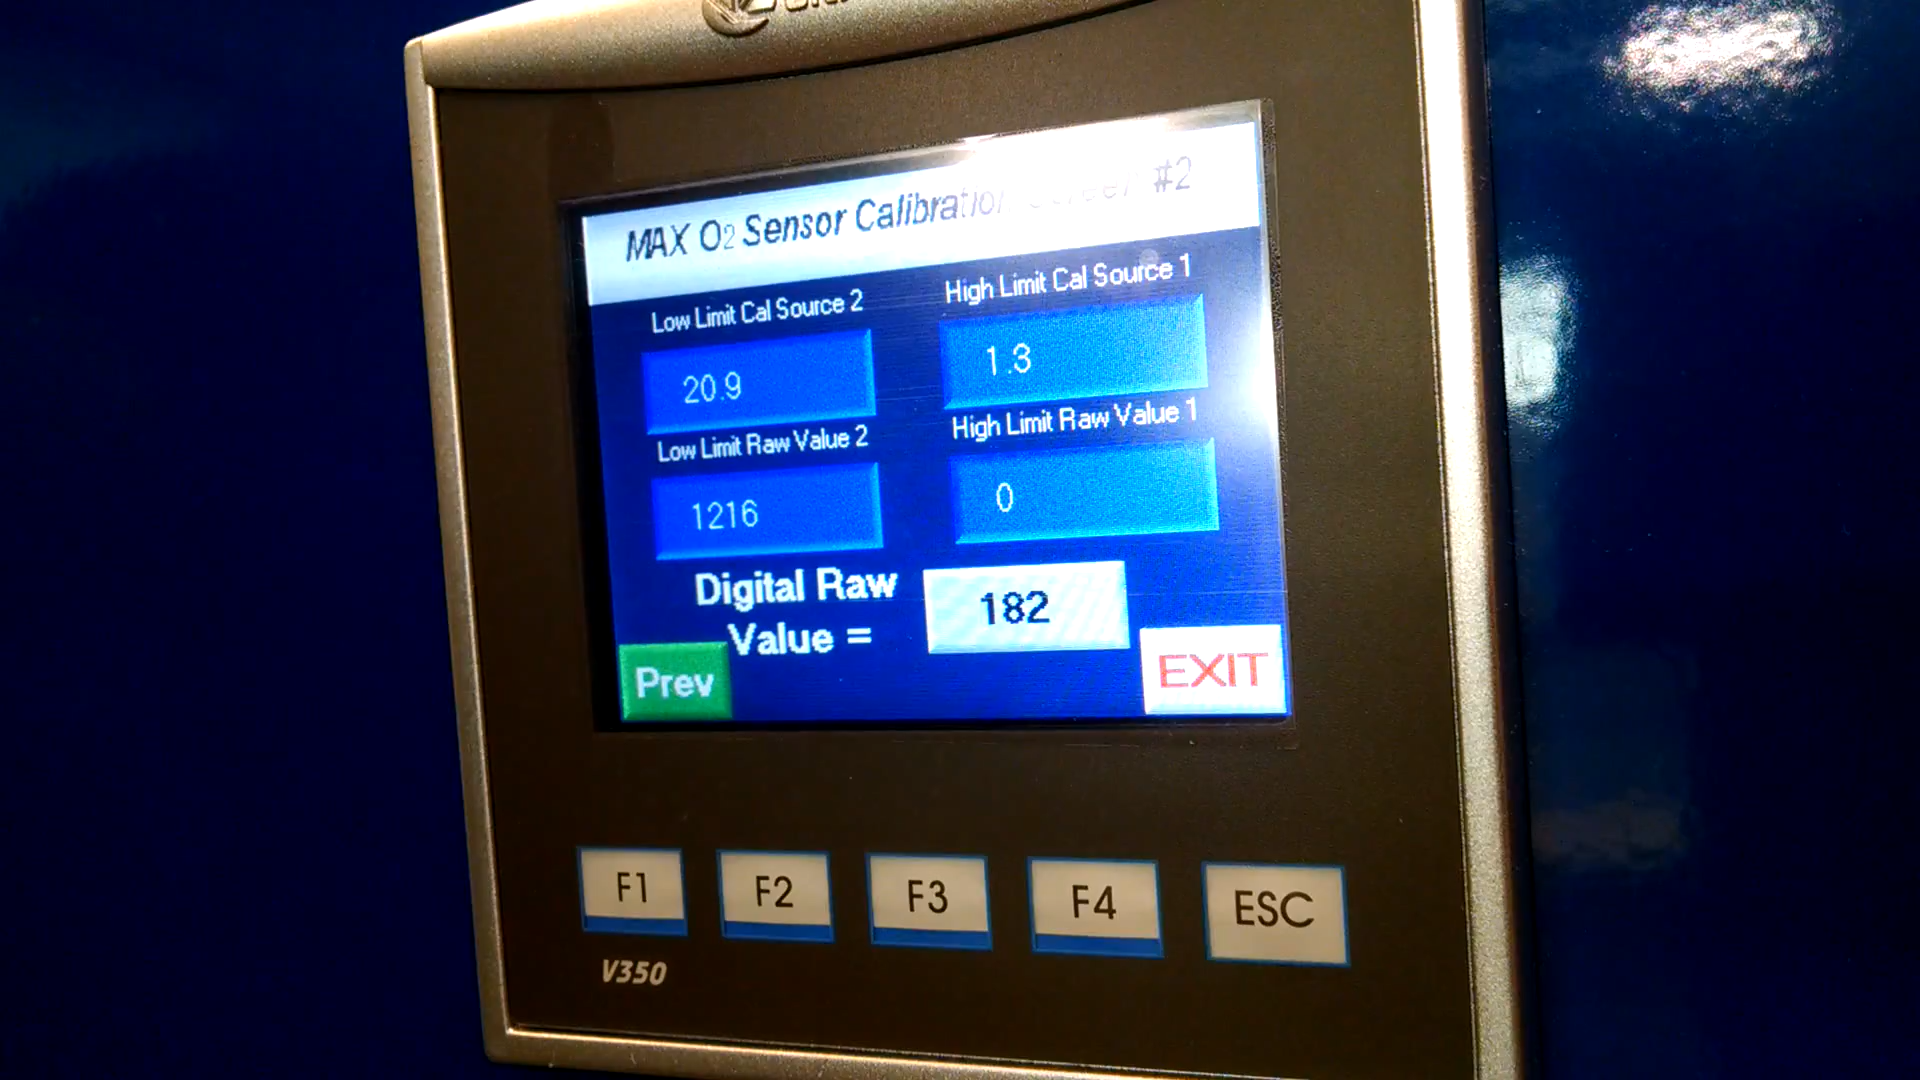 MAX O2 Sensor Calibration Screen #2
Low Limit Cal Source 2
High Limit Cal Source 1
20.9
1.3
Low Limit Raw Value 2
High Limit Raw Value 1
1216
0
Digital Raw
Value =
182
Prev
EXIT
F1
F2
F3
F4
ESC
V350